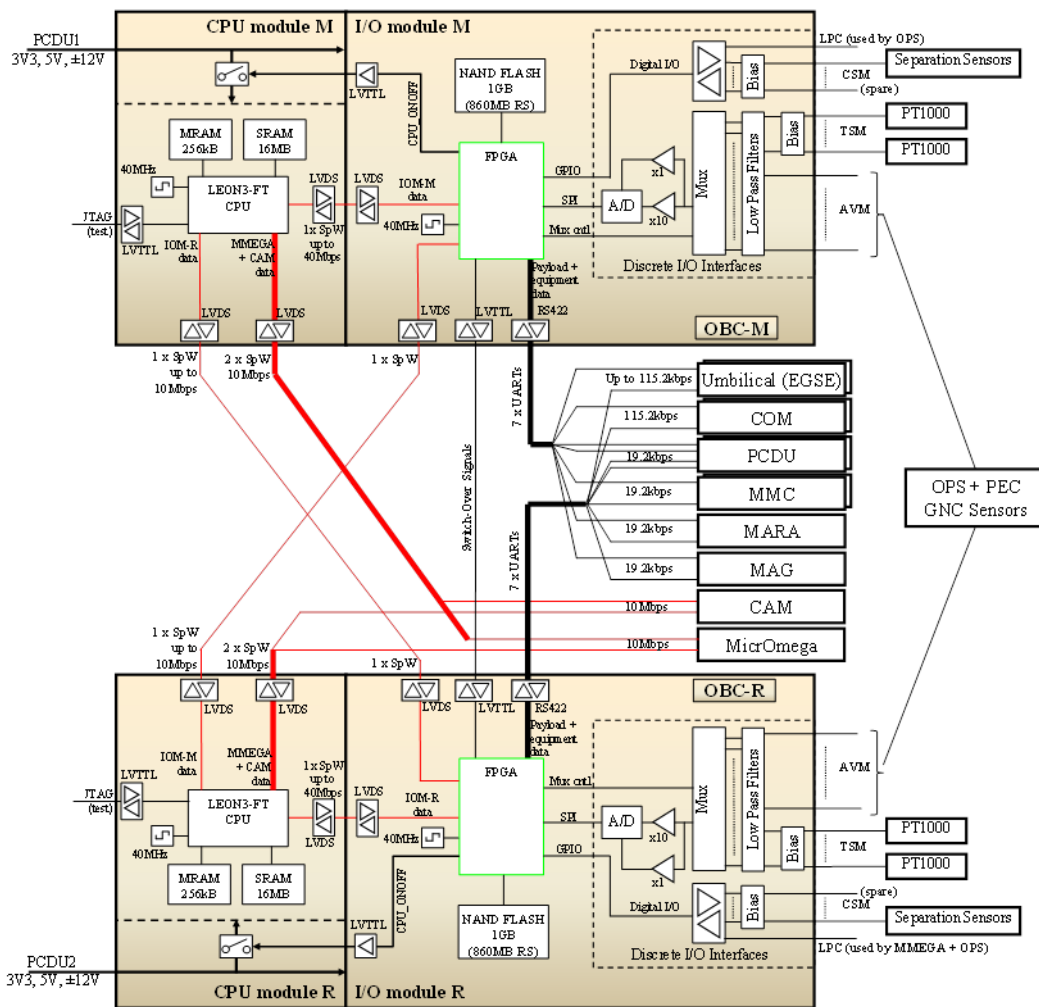 CPU module M
I/O module M
PCDU1
3V3, 5V, ±12V
LVTTL
CPU_ONOFF
NAND FLASH
1GB
(860MB RS)
Digital I/O
Bias
LPC (used by OPS)
CSM
(spare)
Separation Sensors
MRAM
256kB
SRAM
16MB
40MHz
LEON3-FT
CPU
JTAG
(test)
LVTTL
LVDS
1x SpW
up to
40Mbps
LVDS
IOM-M
data
40MHz
FPGA
GPIO
SPI
Mux cntl
A/D
x1
x10
Mux
Low Pass Filters
Bias
TSM
PT1000
PT1000
AVM
Discrete I/O Interfaces
IOM-R
data
MMEGA
+ CAM
data
Payload +
equipment
data
LVDS
LVDS
LVDS
LVTTL
RS422
OBC-M
1 x SpW
up to
10Mbps
2 x SpW
10Mbps
1 x SpW
7 x UARTs
Switch-Over Signals
7 x UARTs
Up to 115.2kbps
Umbilical (EGSE)
115.2kbps
COM
19.2kbps
PCDU
19.2kbps
MMC
19.2kbps
MARA
19.2kbps
MAG
10Mbps
CAM
10Mbps
MicrOmega
OPS + PEC
GNC Sensors
1 x SpW
up to
10Mbps
2 x SpW
10Mbps
1 x SpW
LVDS
LVDS
LVDS
LVTTL
RS422
OBC-R
IOM-M
data
MMEGA
+ CAM
data
Payload +
equipment
data
LVTTL
JTAG
(test)
LEON3-FT
CPU
1x SpW
up to
40Mbps
LVDS
LVDS
IOM-R
data
40MHz
FPGA
Mux cntl
SPI
GPIO
A/D
x10
x1
Mux
Low Pass Filters
Bias
AVM
TSM
PT1000
PT1000
40MHz
MRAM
256kB
SRAM
16MB
LVTTL
CPU_ONOFF
NAND FLASH
1GB
(860MB RS)
Digital I/O
Bias
(spare)
CSM
Separation Sensors
LPC (used by MMEGA + OPS)
Discrete I/O Interfaces
PCDU2
3V3, 5V, ±12V
CPU module R
I/O module R